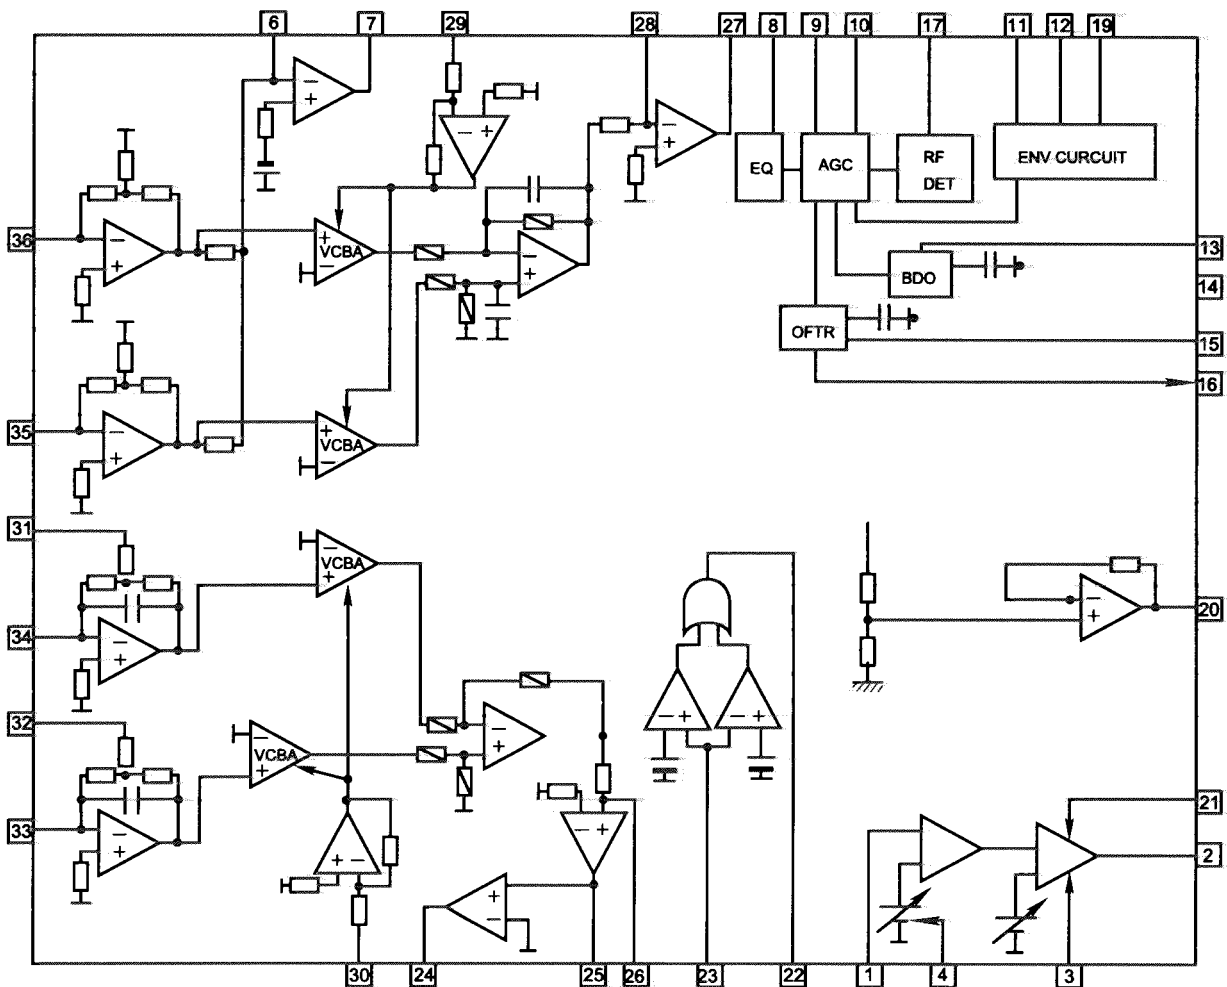 6 7 29 28 27 8 9 10 17 11 12 19
− +
− +
− +
EQ AGC RF DET ENV CURCUIT
36 − + + VCBA − − + 13
BDO 14
OFTR 15
16
35 − + + VCBA −
31 − VCBA +
34 − + − + 20
− + − +
32 − VCBA + − +
− + 21
33 − + 2
+ −
+ −
30 24 25 26 23 22 1 4 3